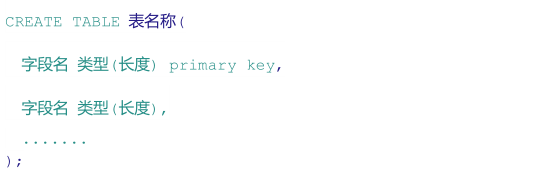 CREATE TABLE 表名称(
字段名 类型(长度) primary key,
字段名 类型(长度),
.......
);